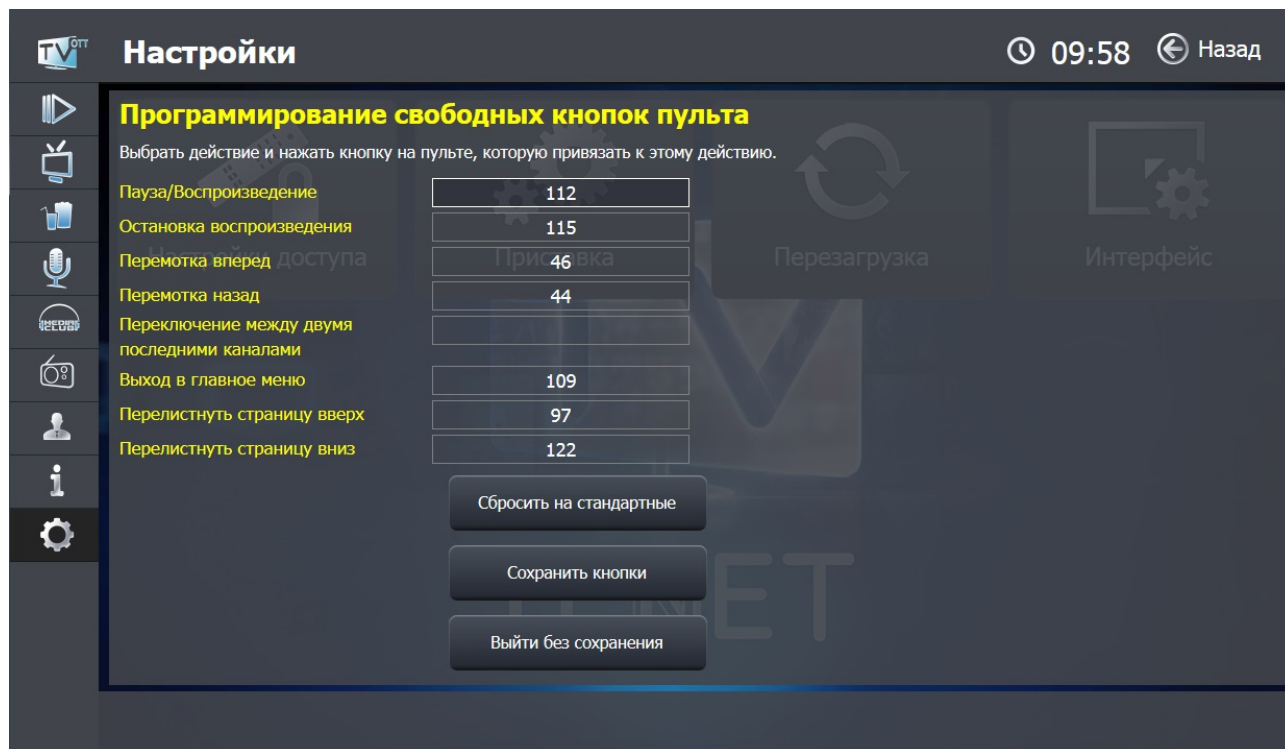 TV OTT
Настройки
09:58
Назад
Программирование свободных кнопок пульта
Выбрать действие и нажать кнопку на пульте, которую привязать к этому действию.
Пауза/Воспроизведение 112
Остановка воспроизведения 115
Перемотка вперед 46
Перемотка назад 44
Переключение между двумя
последними каналами
Выход в главное меню 109
Перелистнуть страницу вверх 97
Перелистнуть страницу вниз 122
Настройки доступа
Приставка
Перезагрузка
Интерфейс
Сбросить на стандартные
Сохранить кнопки
Выйти без сохранения